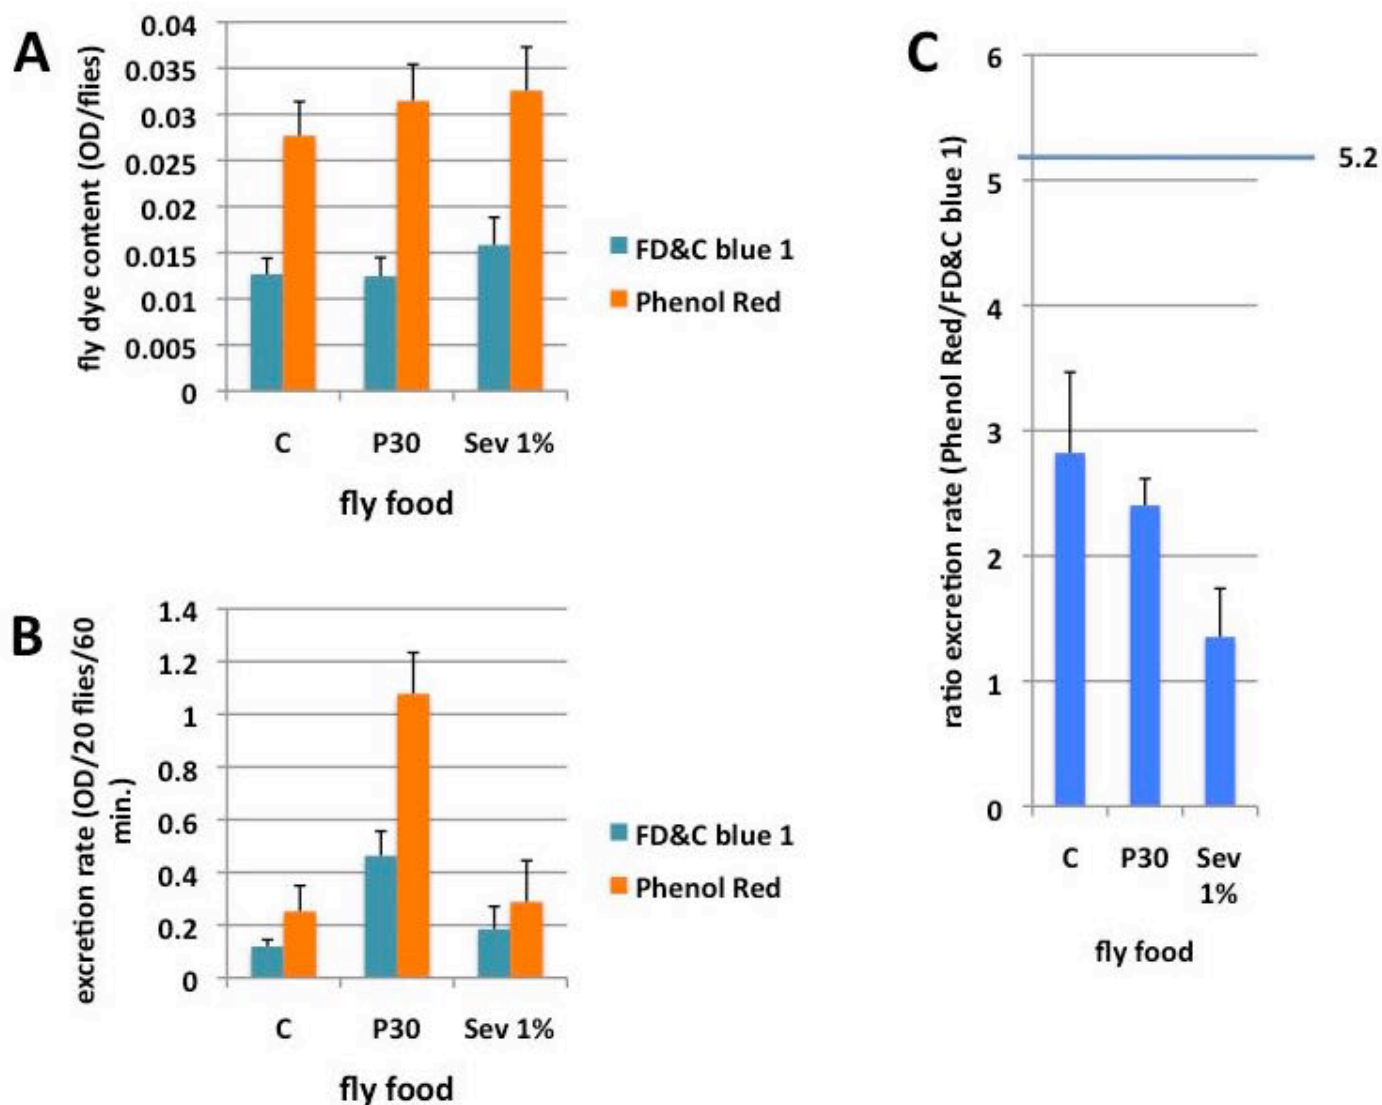 A
fly dye content (OD/flies)
0.04
0.035
0.03
0.025
0.02
0.015
0.01
0.005
0
C P30 Sev 1%
fly food
FD&C blue 1
Phenol Red
B
excretion rate (OD/20 flies/60
min.)
1.4
1.2
1
0.8
0.6
0.4
0.2
0
C P30 Sev 1%
fly food
FD&C blue 1
Phenol Red
C
ratio excretion rate (Phenol Red/FD&C blue 1)
6
5.2
5
4
3
2
1
0
C P30 Sev
1%
fly food